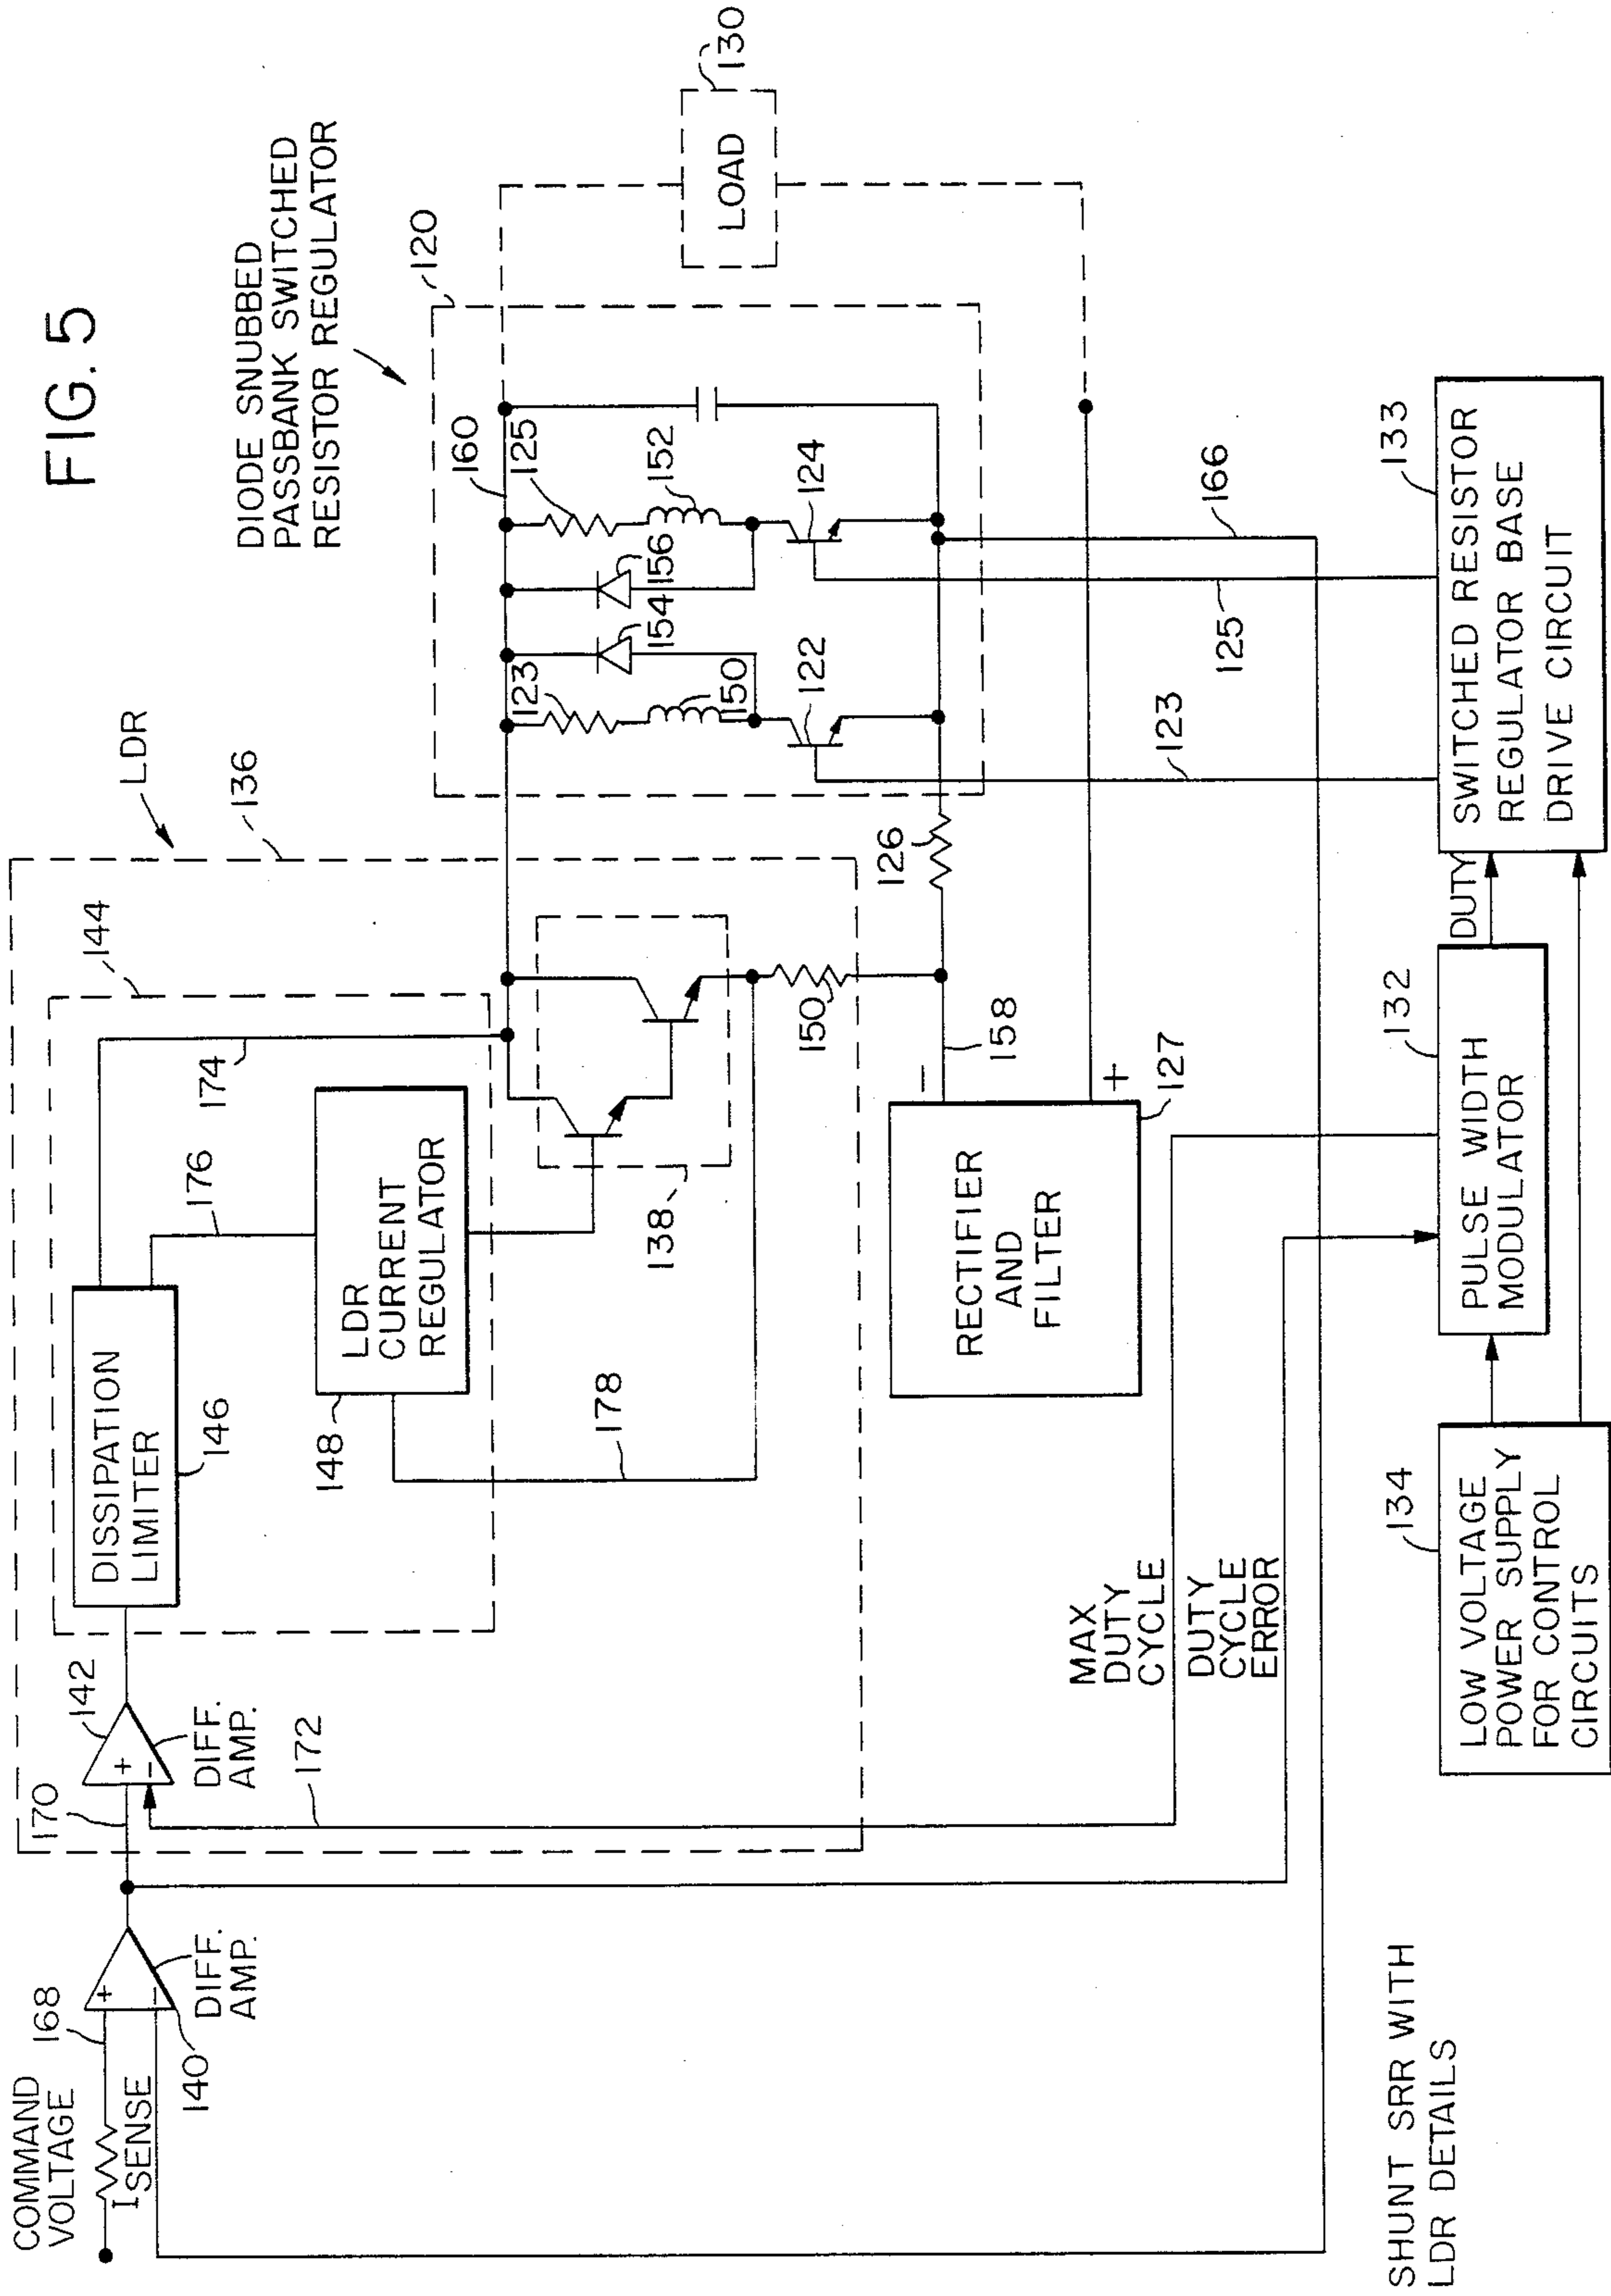 FIG. 5
COMMAND
VOLTAGE
168
I SENSE
+
−
DIFF.
AMP.
140
170
142
+
−
DIFF.
AMP.
172
144
DISSIPATION
LIMITER
146
174
176
LDR
CURRENT
REGULATOR
148
178
138
150
LDR
136
DIODE SNUBBED
PASSBANK SWITCHED
RESISTOR REGULATOR
120
160
123
150
154
156
125
152
122
124
LOAD
130
126
158
−
+
RECTIFIER
AND
FILTER
127
123
125
166
MAX
DUTY
CYCLE
DUTY
CYCLE
ERROR
134
LOW VOLTAGE
POWER SUPPLY
FOR CONTROL
CIRCUITS
132
PULSE WIDTH
MODULATOR
DUTY
133
SWITCHED RESISTOR
REGULATOR BASE
DRIVE CIRCUIT
SHUNT SRR WITH
LDR DETAILS